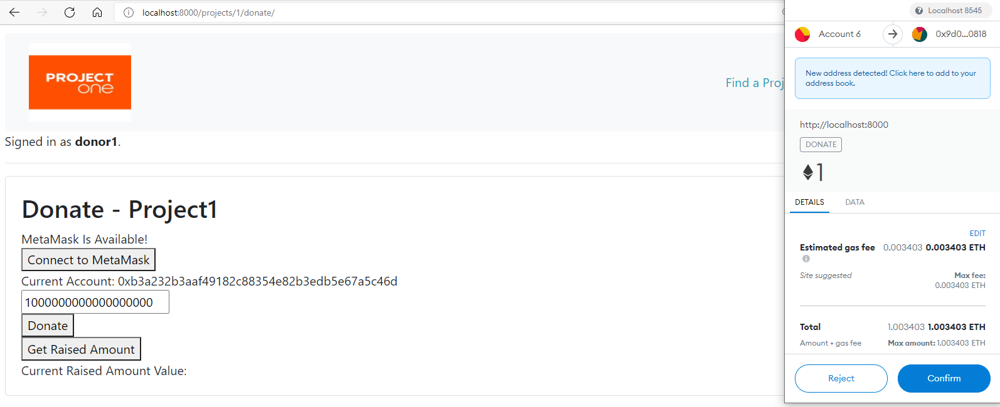 localhost:8000/projects/1/donate/
PROJECT
one
Find a Proj
Signed in as donor1.
Donate - Project1
MetaMask Is Available!
Connect to MetaMask
Current Account: 0xb3a232b3aaf49182c88354e82b3edb5e67a5c46d
1000000000000000000
Donate
Get Raised Amount
Current Raised Amount Value:
Localhost 8545
Account 6
0x9d0...0818
New address detected! Click here to add to your
address book.
http://localhost:8000
DONATE
1
DETAILS DATA
EDIT
Estimated gas fee 0.003403 0.003403 ETH
Site suggested Max fee:
0.003403 ETH
Total 1.003403 1.003403 ETH
Amount + gas fee Max amount: 1.003403 ETH
Reject Confirm